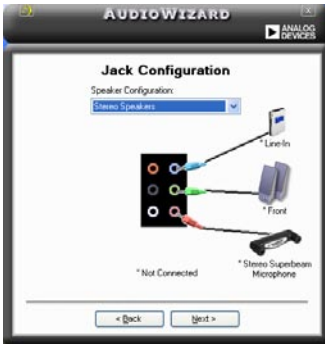 AUDIOWIZARD
ANALOG
DEVICES
Jack Configuration
Speaker Configuration:
Stereo Speakers
* Line-In
* Front
* Stereo Superbeam
Microphone
* Not Connected
< Back
Next >